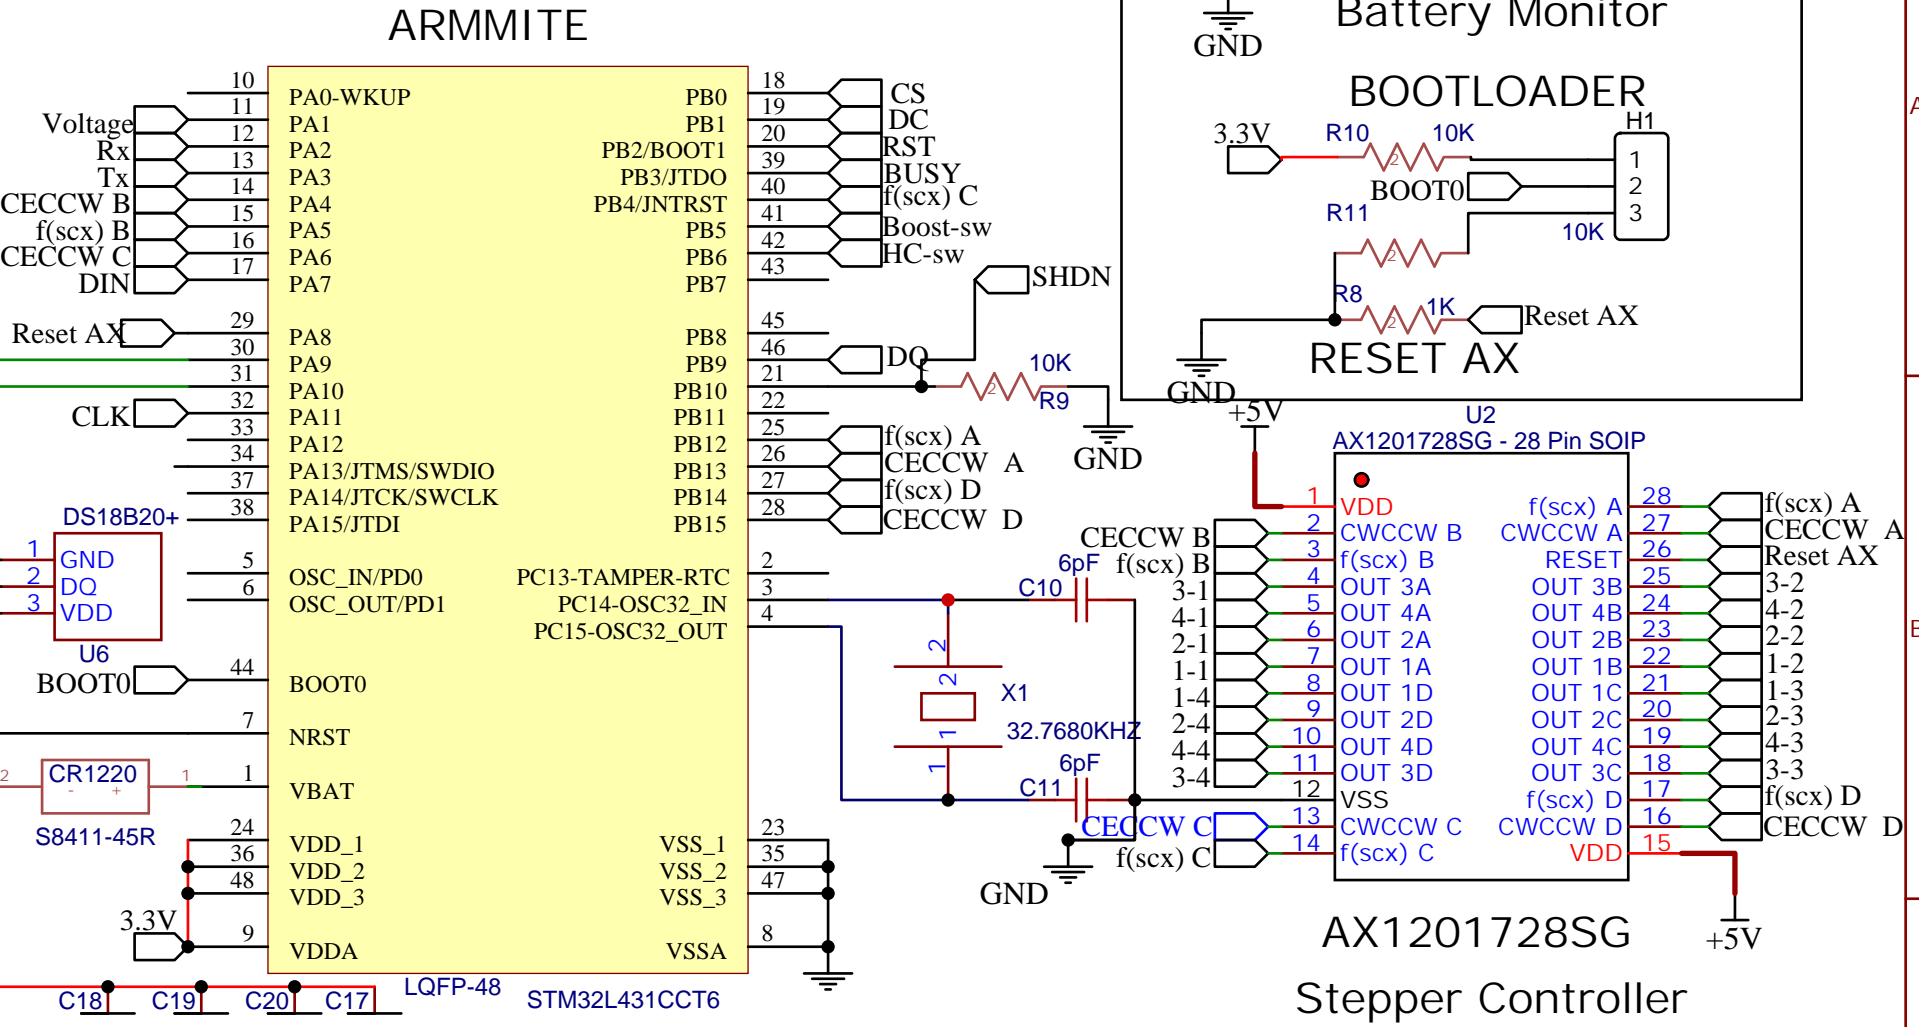 ARMMITE
Battery Monitor
GND
BOOTLOADER
H1
3.3V
R10
10K
2
1
BOOT0
2
R11
3
10K
2
R8
1K
2
Reset AX
RESET AX
GND
10
PA0-WKUP
Voltage
11
PA1
Rx
12
PA2
Tx
13
PA3
CECCW B
14
PA4
f(scx) B
15
PA5
CECCW C
16
PA6
DIN
17
PA7
Reset AX
29
PA8
30
PA9
31
PA10
CLK
32
PA11
33
PA12
34
PA13/JTMS/SWDIO
37
PA14/JTCK/SWCLK
38
PA15/JTDI
5
OSC_IN/PD0
6
OSC_OUT/PD1
BOOT0
44
BOOT0
7
NRST
1
VBAT
24
VDD_1
36
VDD_2
48
VDD_3
3.3V
9
VDDA
PB0
18
CS
PB1
19
DC
PB2/BOOT1
20
RST
PB3/JTDO
39
BUSY
PB4/JNTRST
40
f(scx) C
PB5
41
Boost-sw
PB6
42
HC-sw
PB7
43
SHDN
PB8
45
PB9
46
DQ
PB10
21
2
10K
R9
GND
PB11
22
PB12
25
f(scx) A
PB13
26
CECCW A
PB14
27
f(scx) D
PB15
28
CECCW D
PC13-TAMPER-RTC
2
PC14-OSC32_IN
3
PC15-OSC32_OUT
4
VSS_1
23
VSS_2
35
VSS_3
47
VSSA
8
LQFP-48
STM32L431CCT6
DS18B20+
1 GND
2 DQ
3 VDD
U6
2
CR1220
- +
1
S8411-45R
C18
C19
C20
C17
C10
6pF
2
2
X1
32.7680KHZ
1
1
C11
6pF
GND
+5V
U2
AX1201728SG - 28 Pin SOIP
1 VDD
CECCW B 2 CWCCW B
f(scx) B 3 f(scx) B
3-1 4 OUT 3A
4-1 5 OUT 4A
2-1 6 OUT 2A
1-1 7 OUT 1A
1-4 8 OUT 1D
2-4 9 OUT 2D
4-4 10 OUT 4D
3-4 11 OUT 3D
12 VSS
CECCW C 13 CWCCW C
f(scx) C 14 f(scx) C
f(scx) A 28 f(scx) A
CWCCW A 27 CECCW A
RESET 26 Reset AX
OUT 3B 25 3-2
OUT 4B 24 4-2
OUT 2B 23 2-2
OUT 1B 22 1-2
OUT 1C 21 1-3
OUT 2C 20 2-3
OUT 4C 19 4-3
OUT 3C 18 3-3
f(scx) D 17 f(scx) D
CWCCW D 16 CECCW D
VDD 15
+5V
AX1201728SG
Stepper Controller